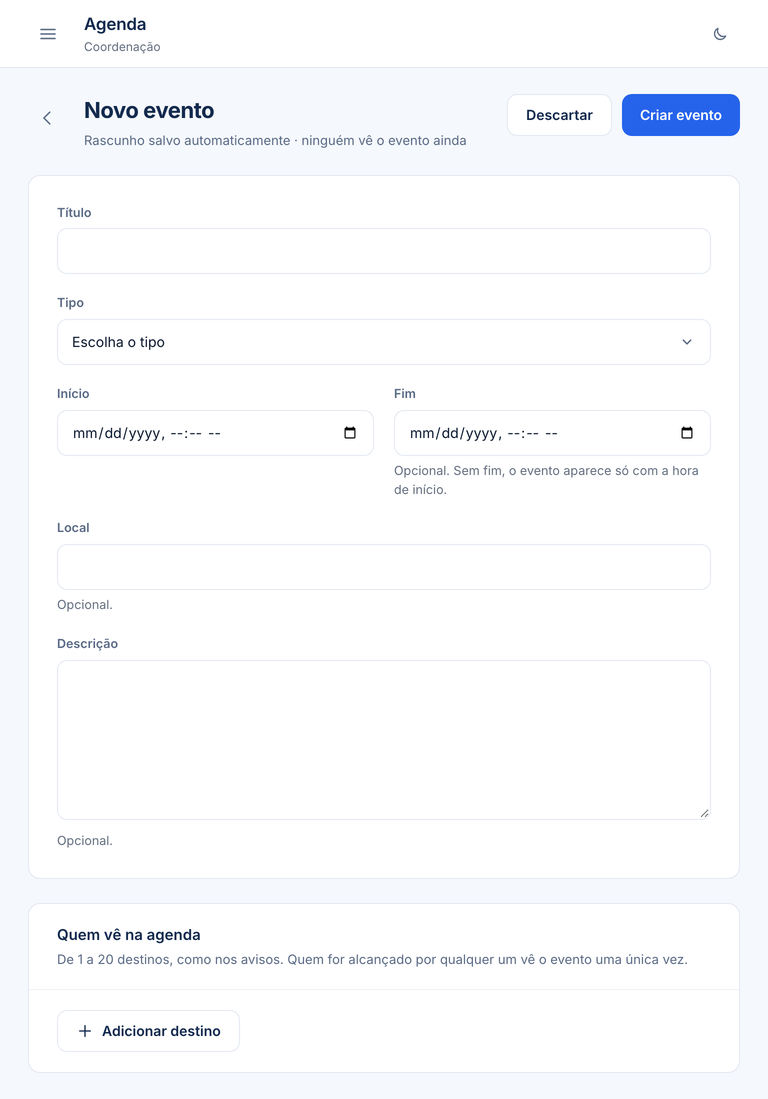 Agenda
Coordenação
Novo evento
Rascunho salvo automaticamente · ninguém vê o evento ainda
Descartar
Criar evento
Título
Tipo
Escolha o tipo
Início
Fim
mm/dd/yyyy, --:-- --
mm/dd/yyyy, --:-- --
Opcional. Sem fim, o evento aparece só com a hora
de início.
Local
Opcional.
Descrição
Opcional.
Quem vê na agenda
De 1 a 20 destinos, como nos avisos. Quem for alcançado por qualquer um vê o evento uma única vez.
Adicionar destino